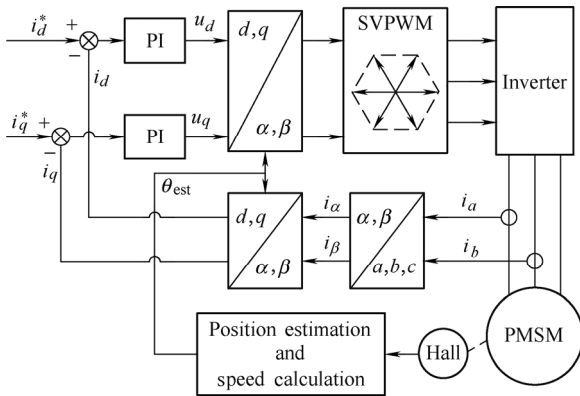 i*d + − PI ud d,q α,β SVPWM Inverter
id
i*q + − PI uq
iq
θest
d,q α,β iα iβ α,β a,b,c ia ib
Position estimation
and
speed calculation
Hall
PMSM